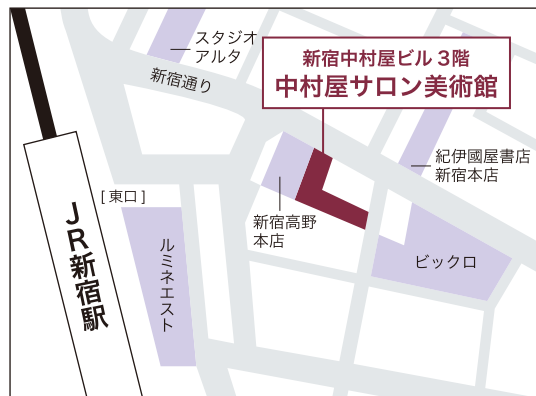 スタジオ
アルタ
新宿通り
新宿中村屋ビル3階
中村屋サロン美術館
紀伊國屋書店
新宿本店
[東口]
新宿高野
本店
JR新宿駅
ルミネエスト
ビックロ